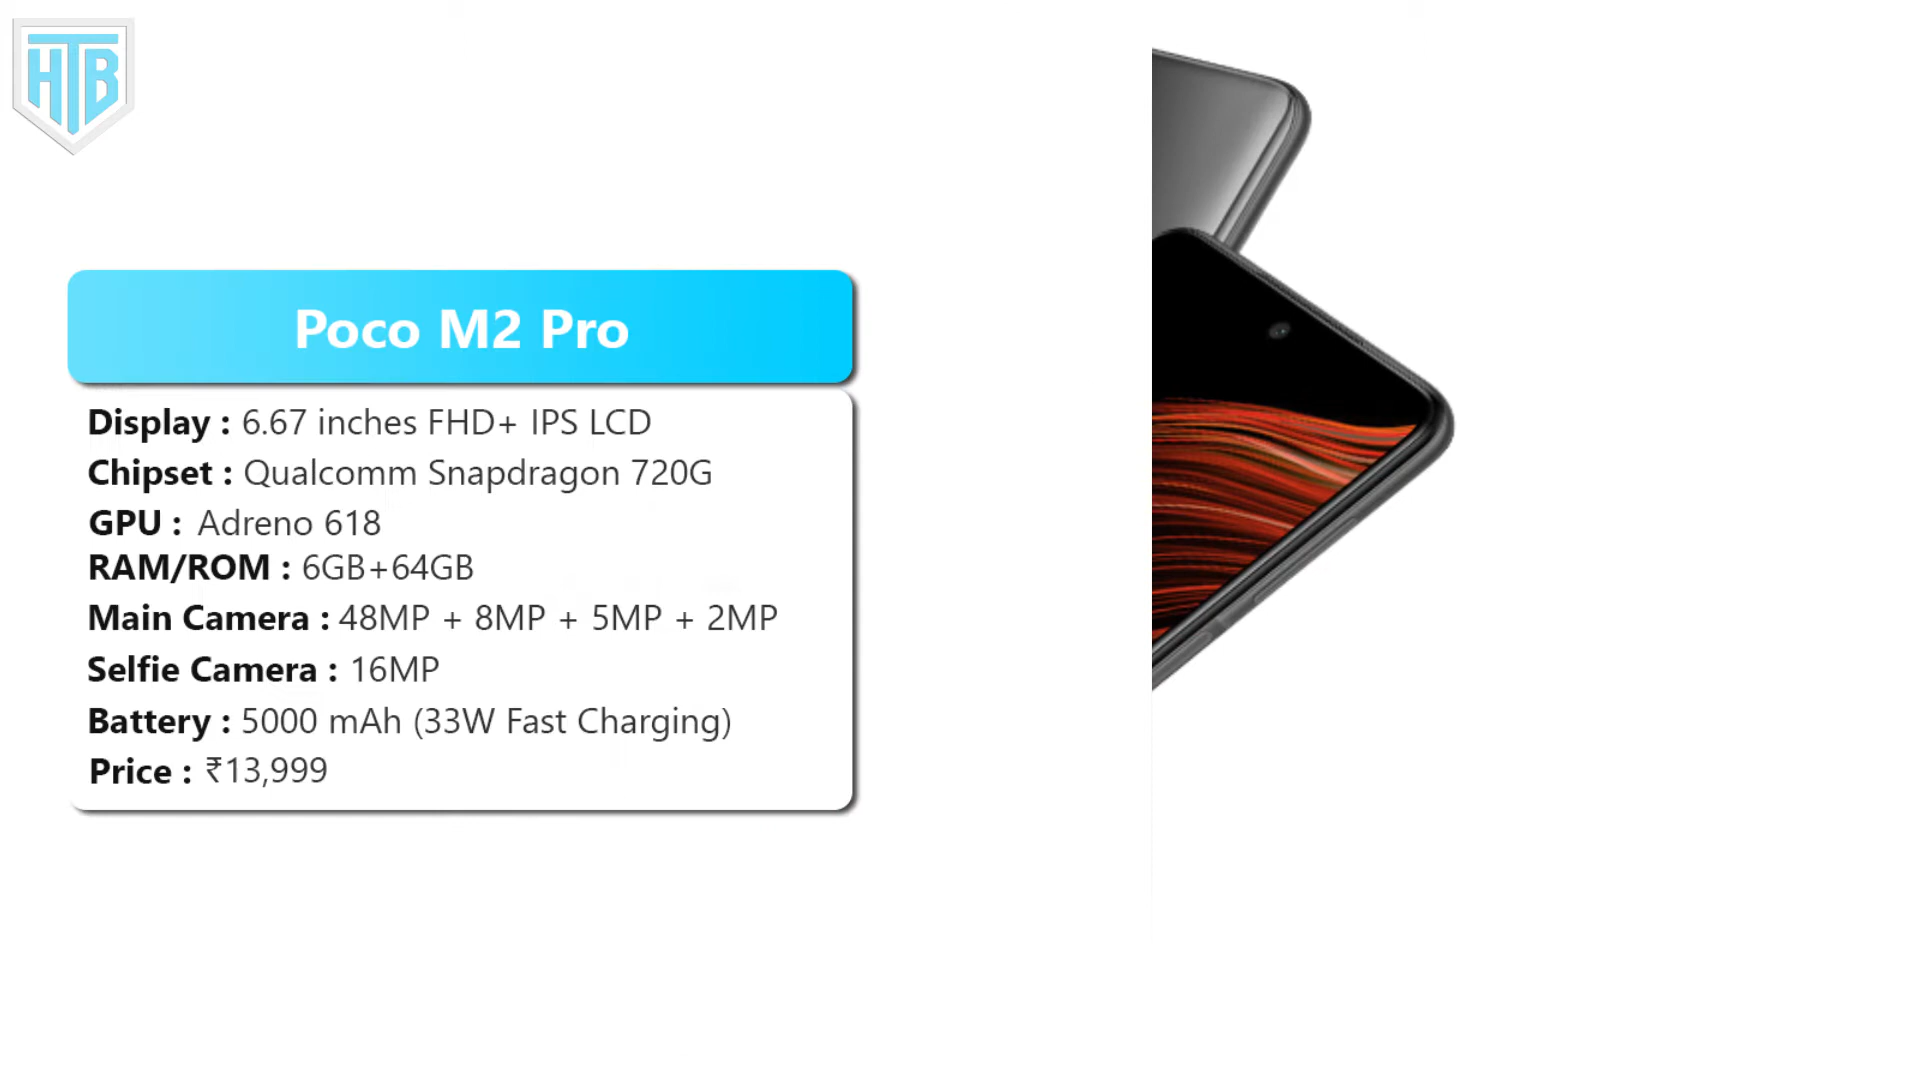 HTB
Poco M2 Pro
Display : 6.67 inches FHD+ IPS LCD
Chipset : Qualcomm Snapdragon 720G
GPU : Adreno 618
RAM/ROM : 6GB+64GB
Main Camera : 48MP + 8MP + 5MP + 2MP
Selfie Camera : 16MP
Battery : 5000 mAh (33W Fast Charging)
Price : ₹13,999